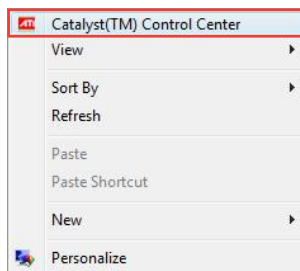 ATI Catalyst(TM) Control Center
View
Sort By
Refresh
Paste
Paste Shortcut
New
Personalize